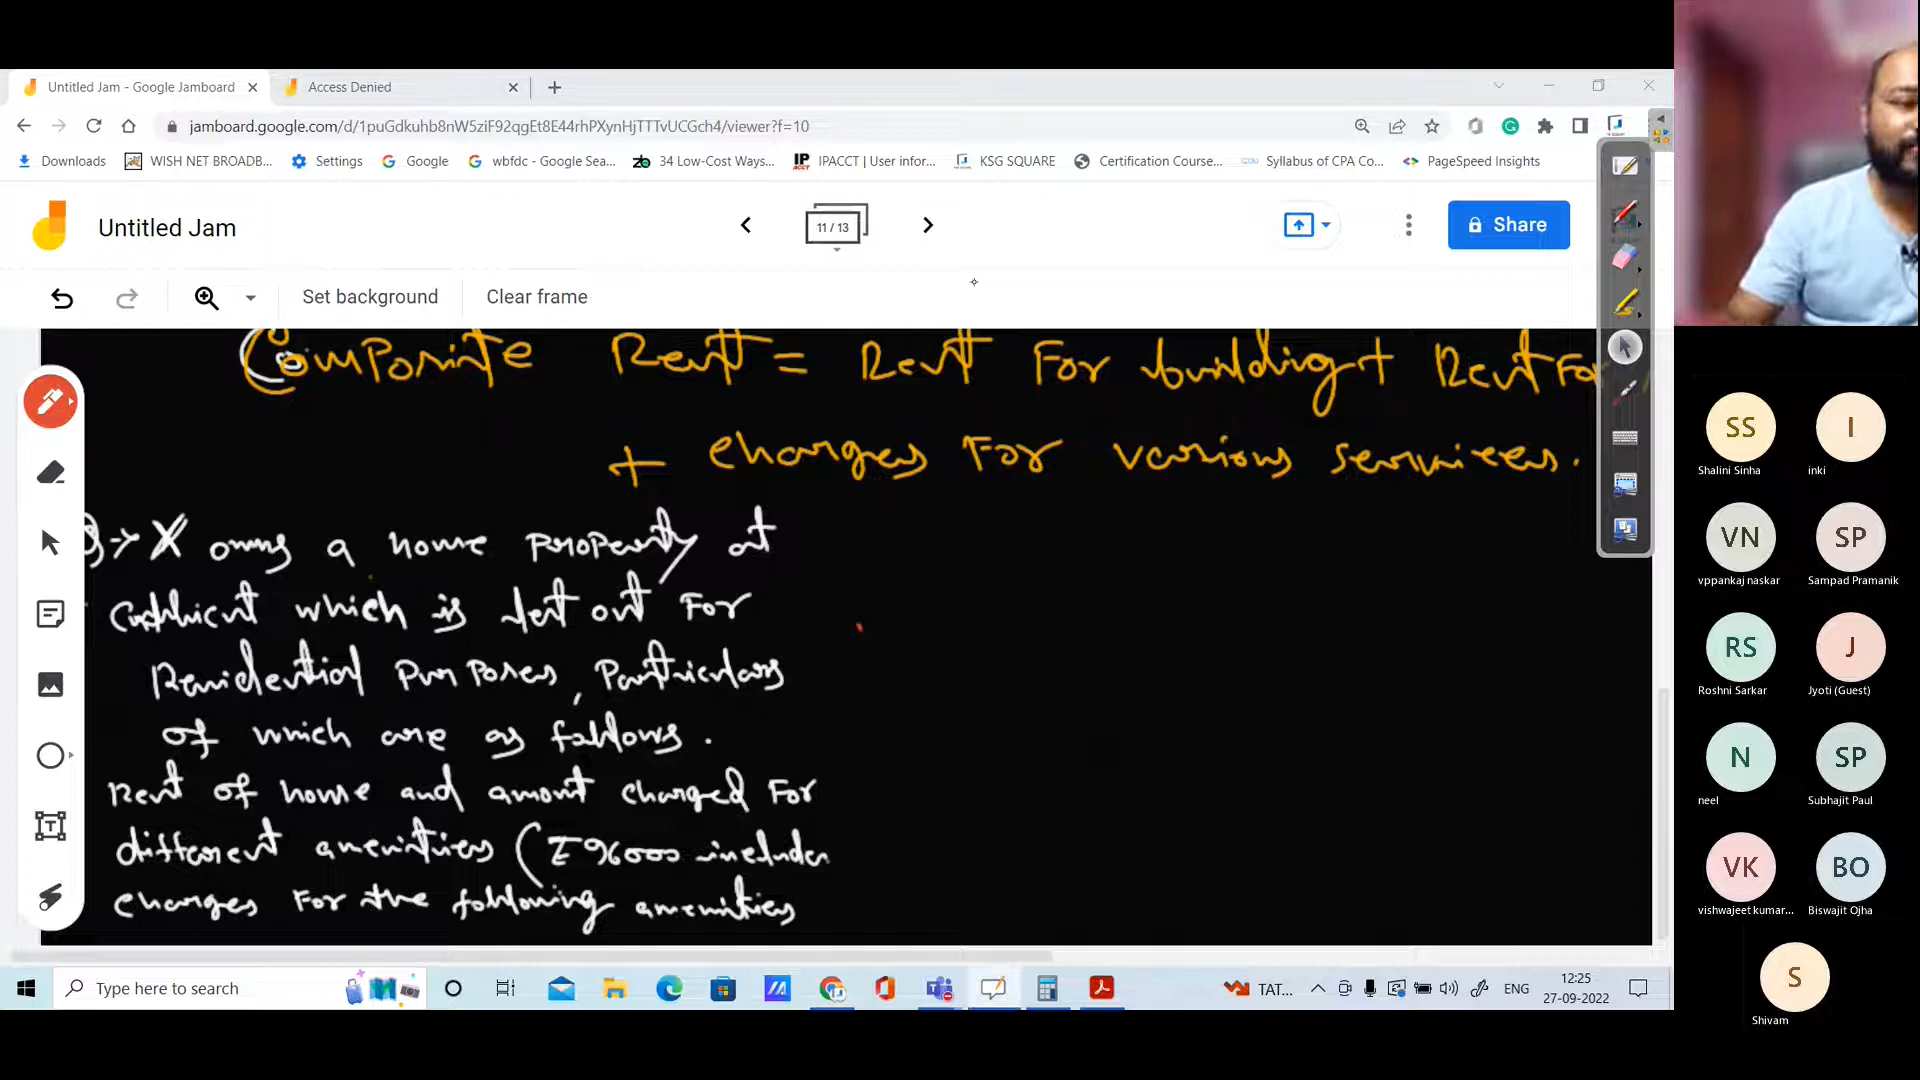 Untitled Jam - Google Jamboard
Access Denied
jamboard.google.com/d/1puGdkuhb8nW5ziF92qgEt8E44rhPXynHjTTTvUCGch4/viewer?f=10
Downloads WISH NET BROADB... Settings Google wbfdc - Google Sea... 34 Low-Cost Ways... IPACCT | User infor... KSG SQUARE Certification Course... Syllabus of CPA Co... PageSpeed Insights
Untitled Jam
11 / 13
Share
Set background
Clear frame
Composite Rent = Rent For building + Rent For
+ charges For various services.
X owns a house property at
which is let out For
Residential Purposes, Particulars
of which are as follows.
Rent of house and amont charged For
different amenities (₹ 96000 includes
charges For the following amenities
SS
Shalini Sinha
I
inki
VN
vppankaj naskar
SP
Sampad Pramanik
RS
Roshni Sarkar
J
Jyoti (Guest)
N
neel
SP
Subhajit Paul
VK
vishwajeet kumar...
BO
Biswajit Ojha
S
Shivam
Type here to search
TAT...
ENG
12:25
27-09-2022